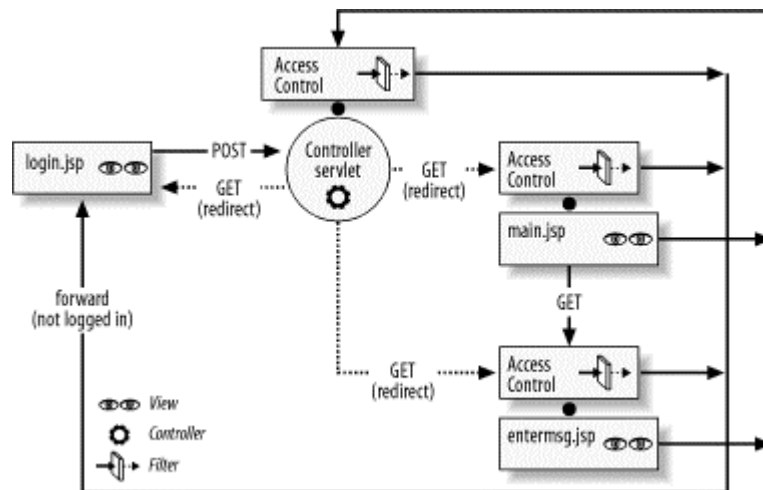 Access
Control
login.jsp
POST
GET
(redirect)
Controller
servlet
GET
(redirect)
Access
Control
main.jsp
GET
forward
(not logged in)
GET
(redirect)
Access
Control
entermsg.jsp
View
Controller
Filter